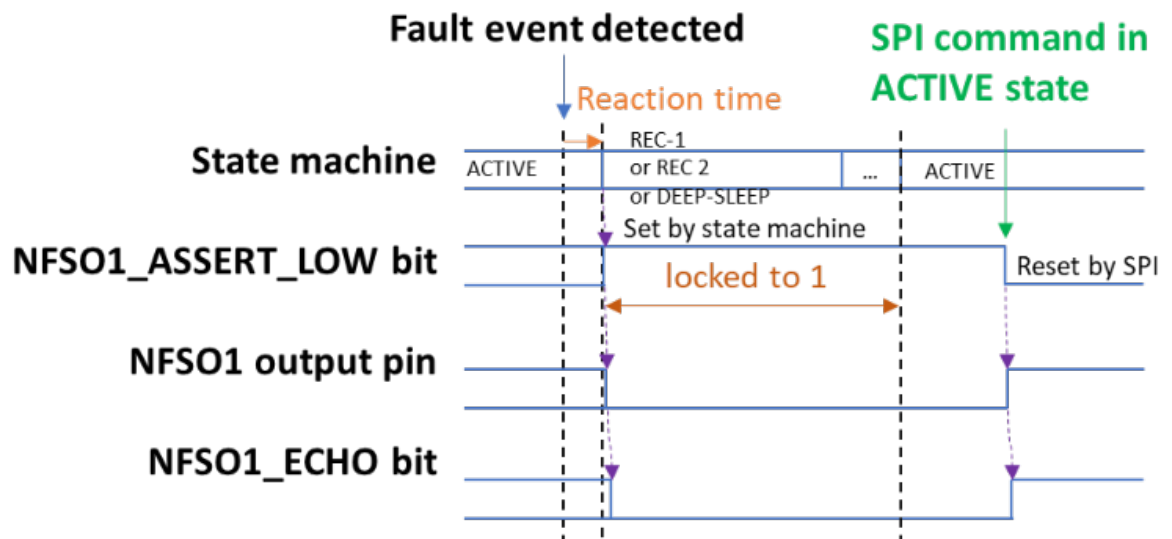 Fault event detected
SPI command in
ACTIVE state
Reaction time
State machine
ACTIVE
REC-1
or REC 2
or DEEP-SLEEP
...
ACTIVE
Set by state machine
NFSO1_ASSERT_LOW bit
locked to 1
Reset by SPI
NFSO1 output pin
NFSO1_ECHO bit